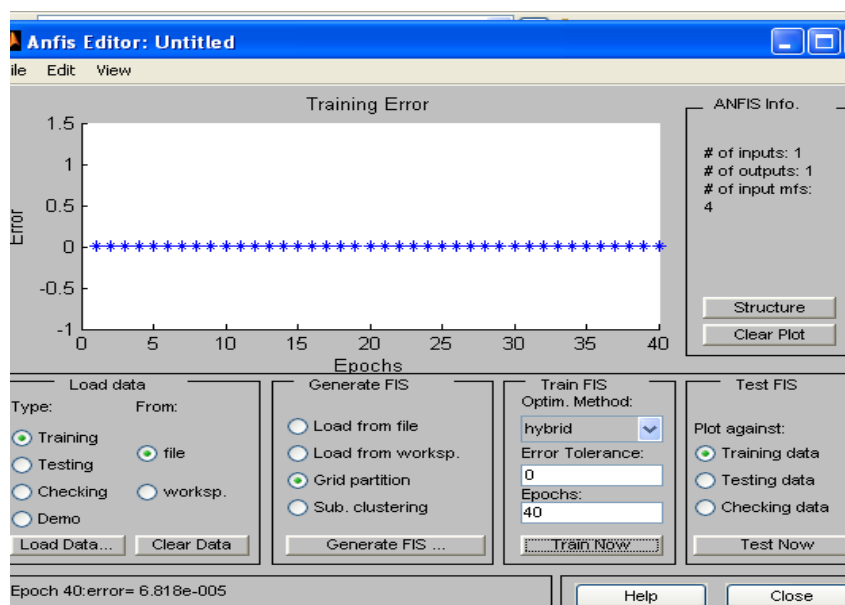 Anfis Editor: Untitled
ile Edit View
Training Error
1.5
1
0.5
0
-0.5
-1
Error
0 5 10 15 20 25 30 35 40
Epochs
ANFIS Info.
# of inputs: 1
# of outputs: 1
# of input mfs:
4
Structure
Clear Plot
Load data
Type: From:
Training
Testing
Checking
Demo
file
worksp.
Load Data... Clear Data
Generate FIS
Load from file
Load from worksp.
Grid partition
Sub. clustering
Generate FIS ...
Train FIS
Optim. Method:
hybrid
Error Tolerance:
0
Epochs:
40
Train Now
Test FIS
Plot against:
Training data
Testing data
Checking data
Test Now
Epoch 40:error= 6.818e-005
Help Close